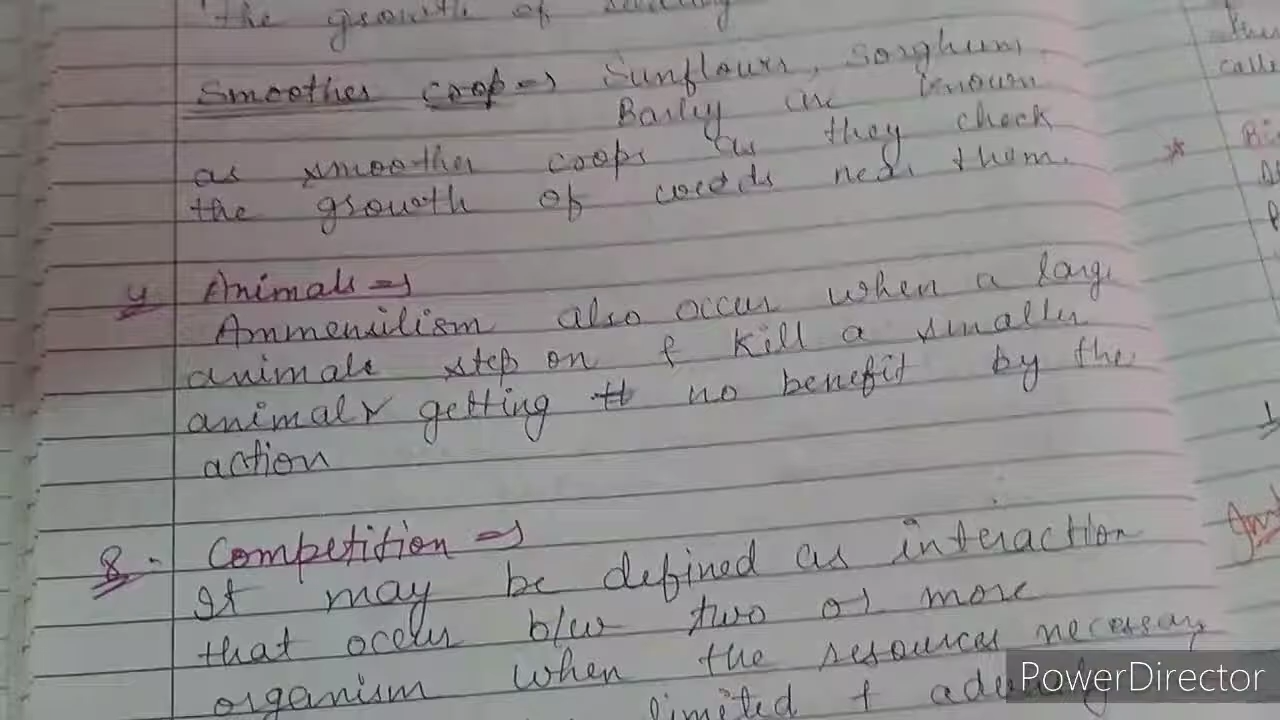 the growth of
Smoother crop ⇒ Sunflours, Sorghum
Barley are known
as smoother crops as they check
the growth of weeds near them.
4 Animals ⇒
Ammensilism also occur when a large
animals step on & kill a smaller
animals getting no benefit by the
action
8. Competition ⇒
It may be defined as interaction
that occur b/w two or more
organism when the resources necessary
limited &
calle
PowerDirector